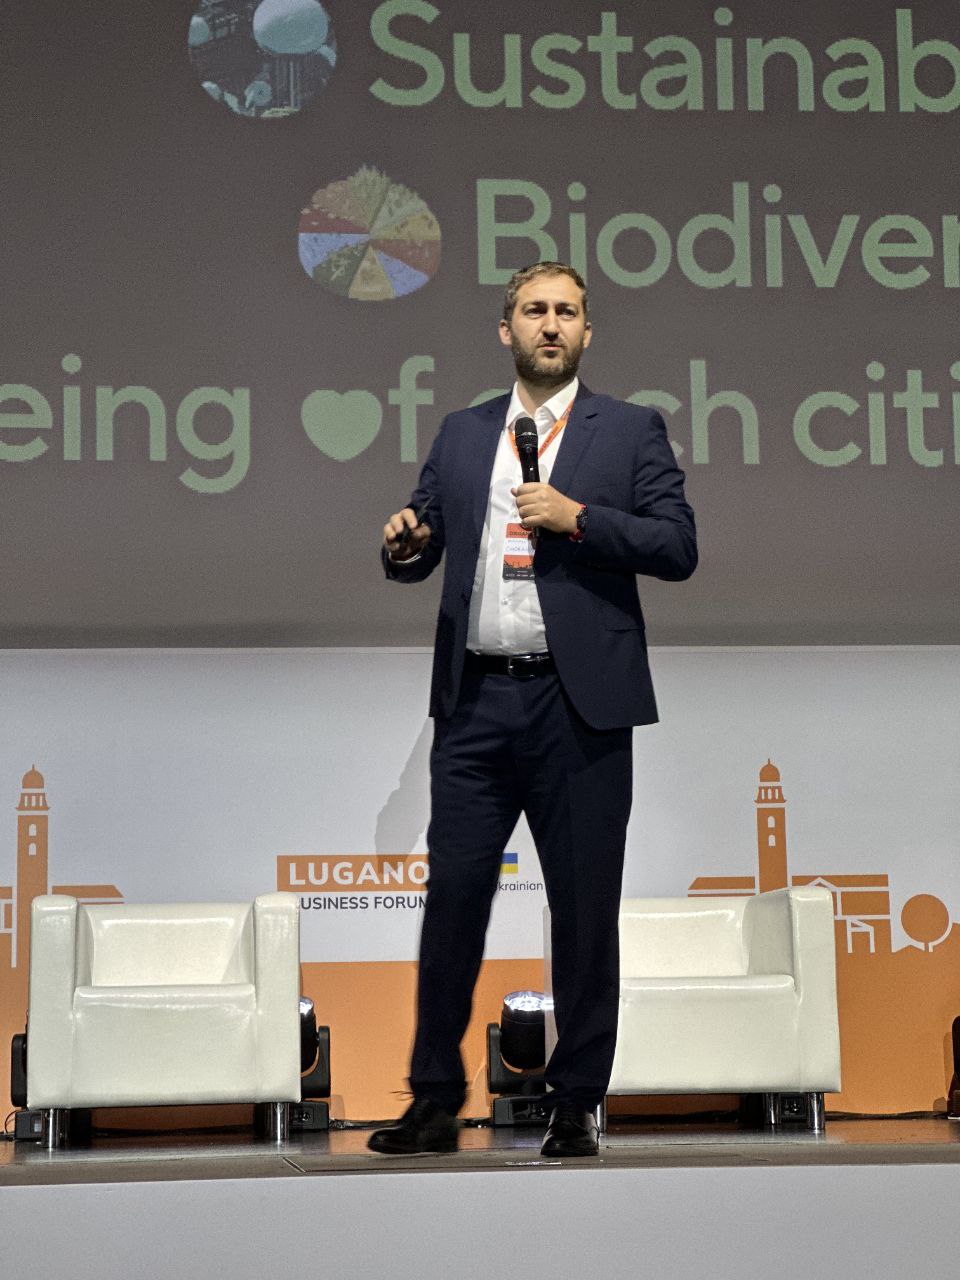 Sustainab
Biodiver
eing of ch citi
LUGANO
USINESS FORUM
krainian